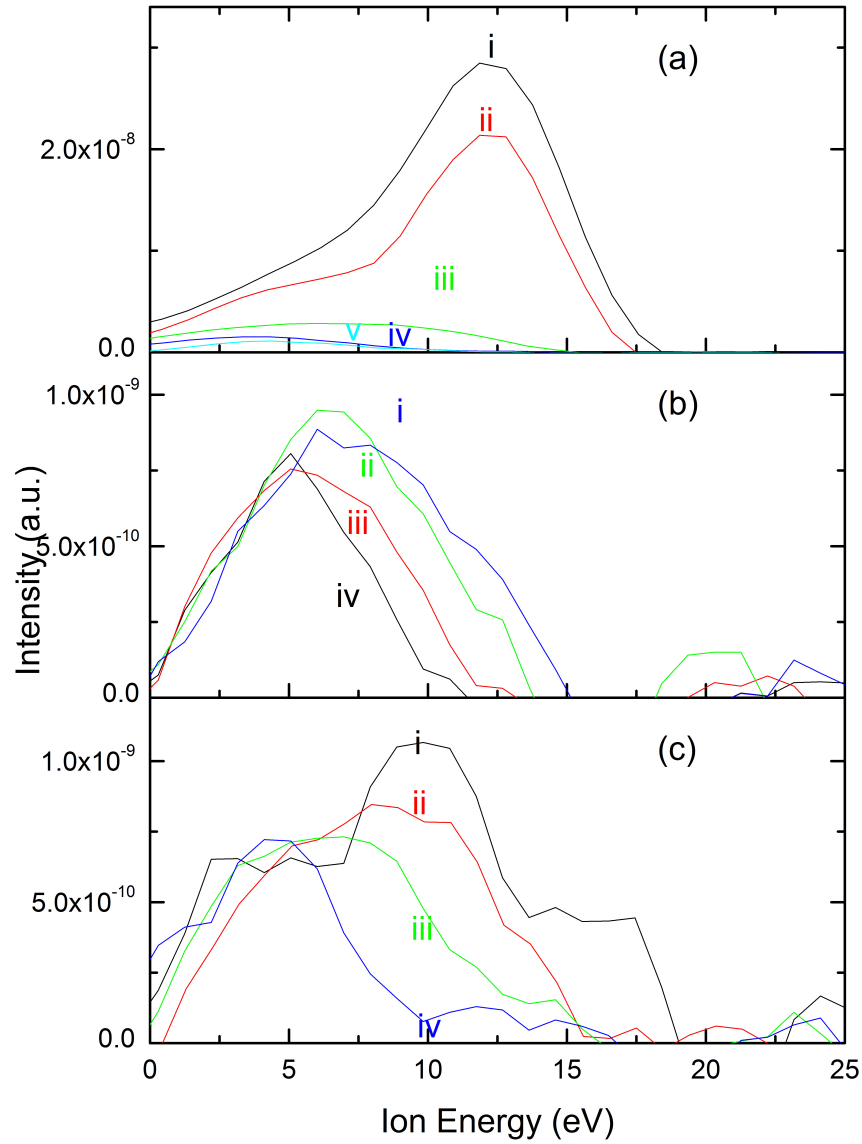 i
(a)
ii
2.0x10⁻⁸
iii
v
iv
0.0
1.0x10⁻⁹
i
(b)
ii
iii
5.0x10⁻¹⁰
iv
0.0
Intensity (a.u.)
i
(c)
1.0x10⁻⁹
ii
5.0x10⁻¹⁰
iii
iv
0.0
0 5 10 15 20 25
Ion Energy (eV)